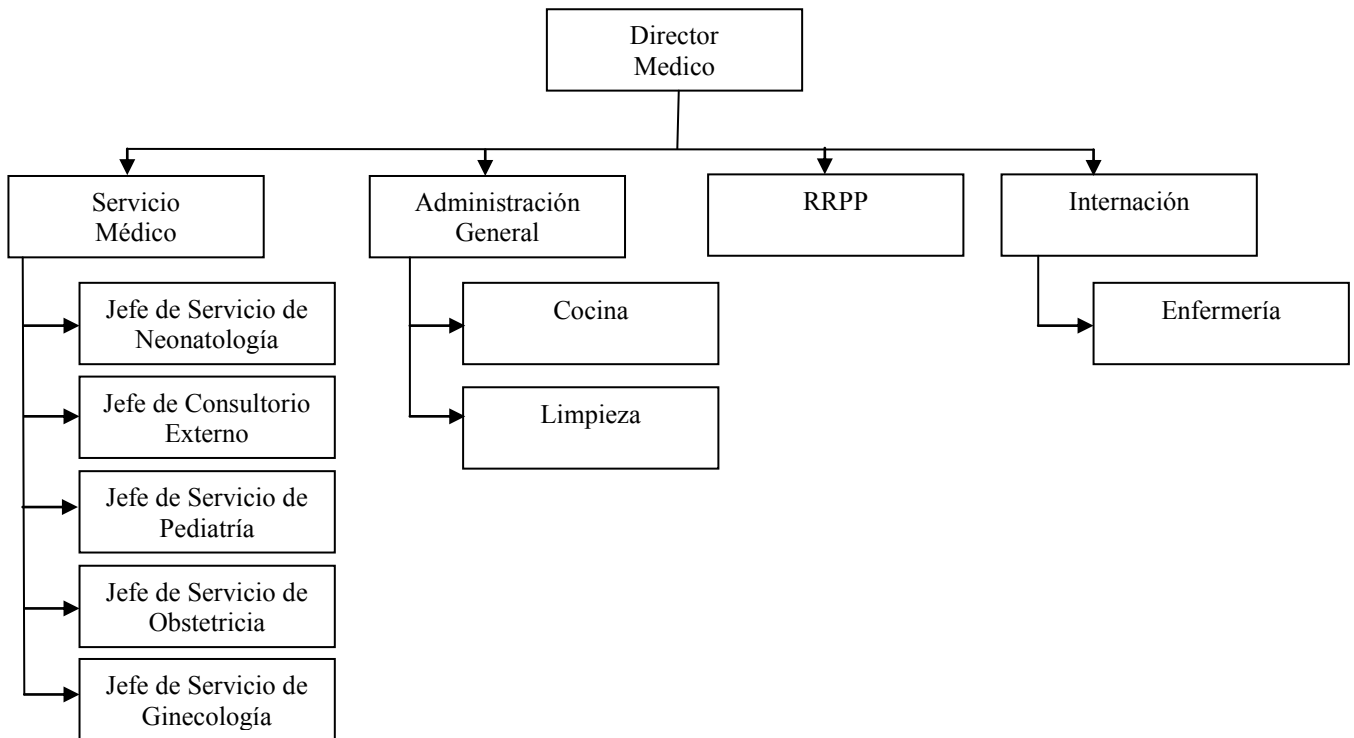 Director
Medico
Servicio
Médico
Administración
General
RRPP
Internación
Jefe de Servicio de
Neonatología
Cocina
Enfermería
Jefe de Consultorio
Externo
Limpieza
Jefe de Servicio de
Pediatría
Jefe de Servicio de
Obstetricia
Jefe de Servicio de
Ginecología